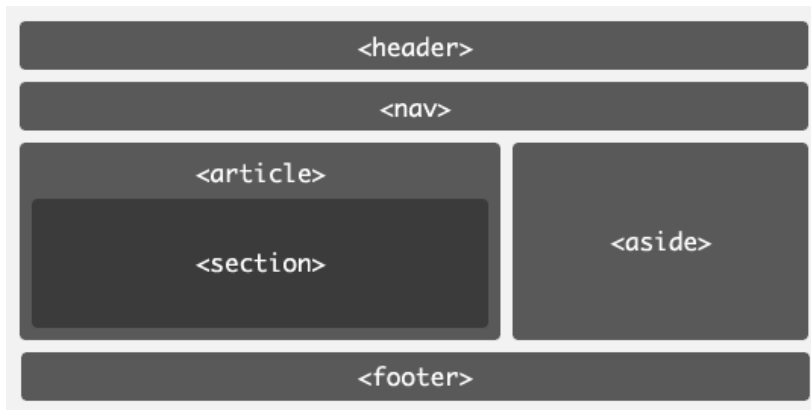 <header>
<nav>
<article>
<section>
<aside>
<footer>